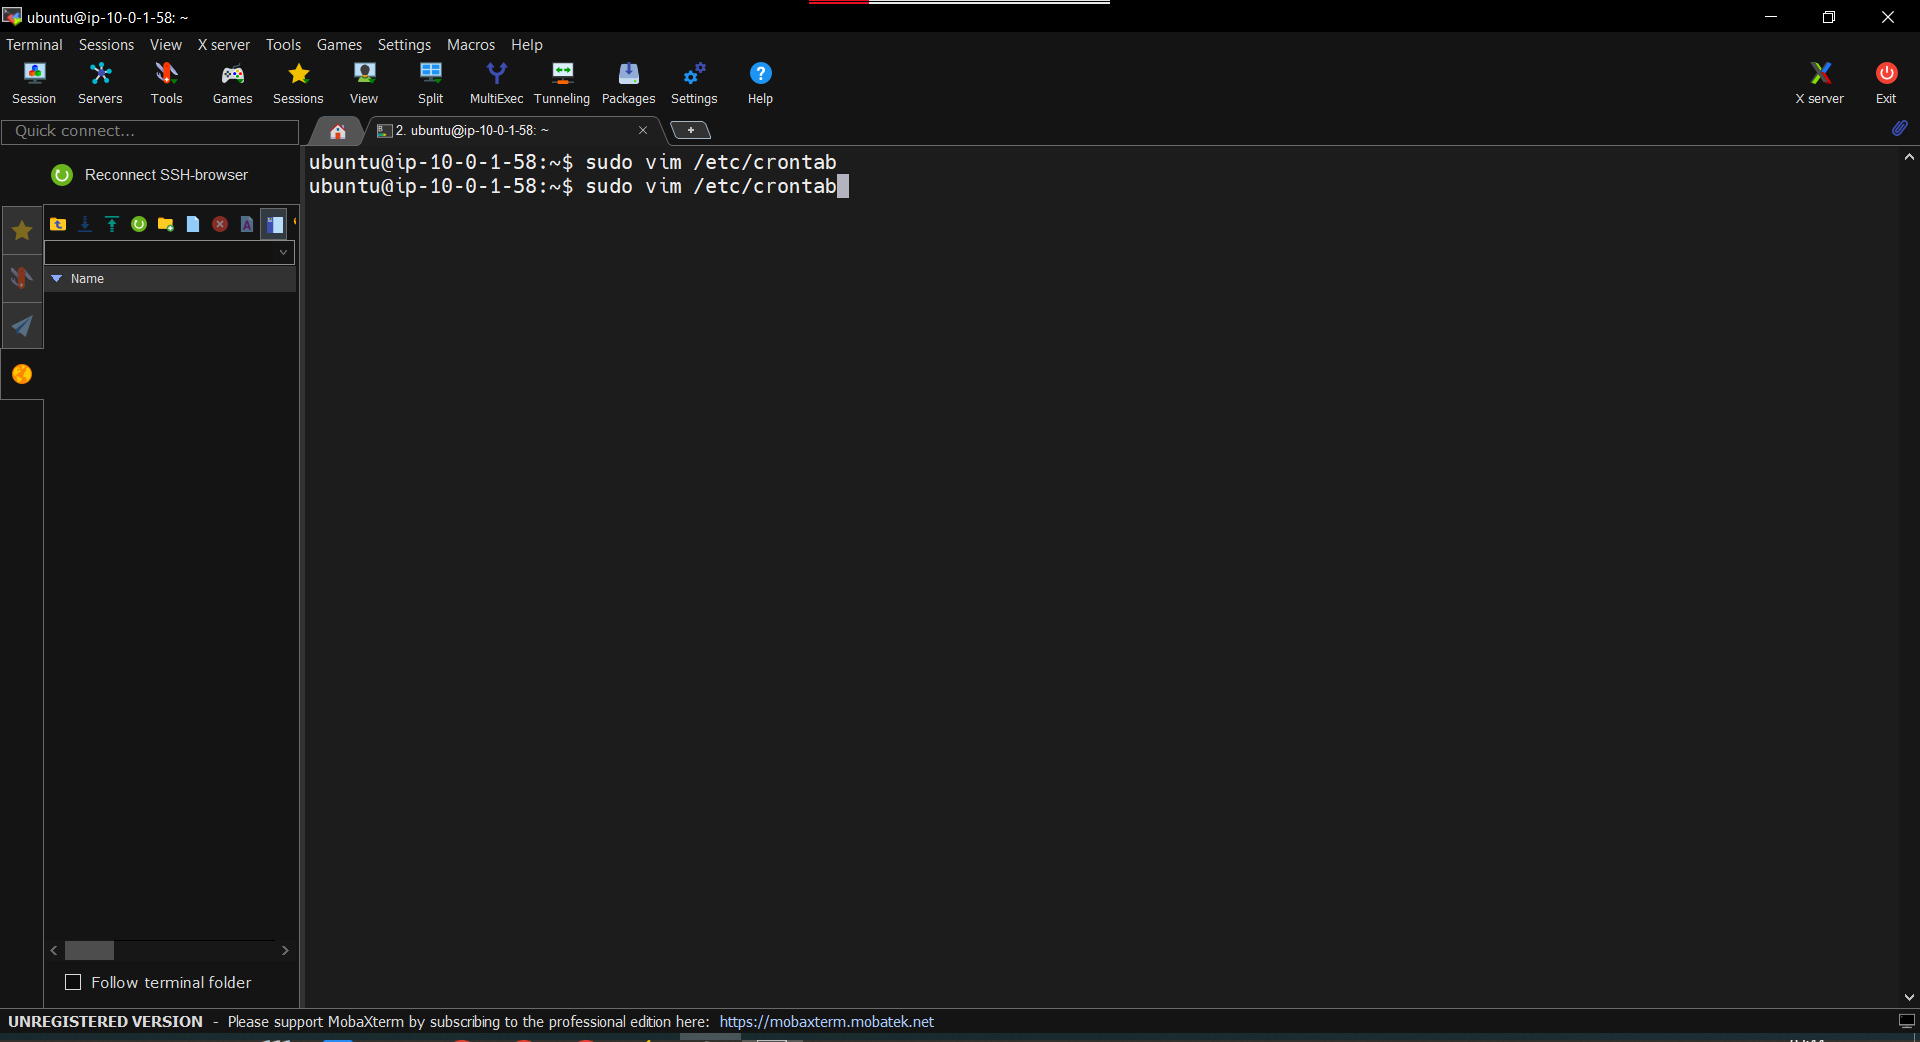 ubuntu@ip-10-0-1-58: ~
Terminal Sessions View X server Tools Games Settings Macros Help
Session Servers Tools Games Sessions View Split MultiExec Tunneling Packages Settings Help X server Exit
Quick connect...
2. ubuntu@ip-10-0-1-58: ~
Reconnect SSH-browser
Name
ubuntu@ip-10-0-1-58:~$ sudo vim /etc/crontab
ubuntu@ip-10-0-1-58:~$ sudo vim /etc/crontab
Follow terminal folder
UNREGISTERED VERSION - Please support MobaXterm by subscribing to the professional edition here: https://mobaxterm.mobatek.net